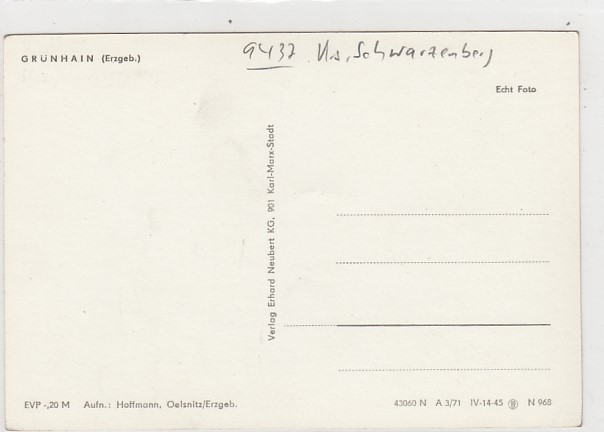 9437 Krs. Schwarzenberg
GRÜNHAIN (Erzgeb.)
Echt Foto
Verlag Erhard Neubert KG, 901 Karl-Marx-Stadt
EVP -,20 M Aufn.: Hoffmann, Oelsnitz/Erzgeb.
43060 N A 3/71 IV-14-45 N 968